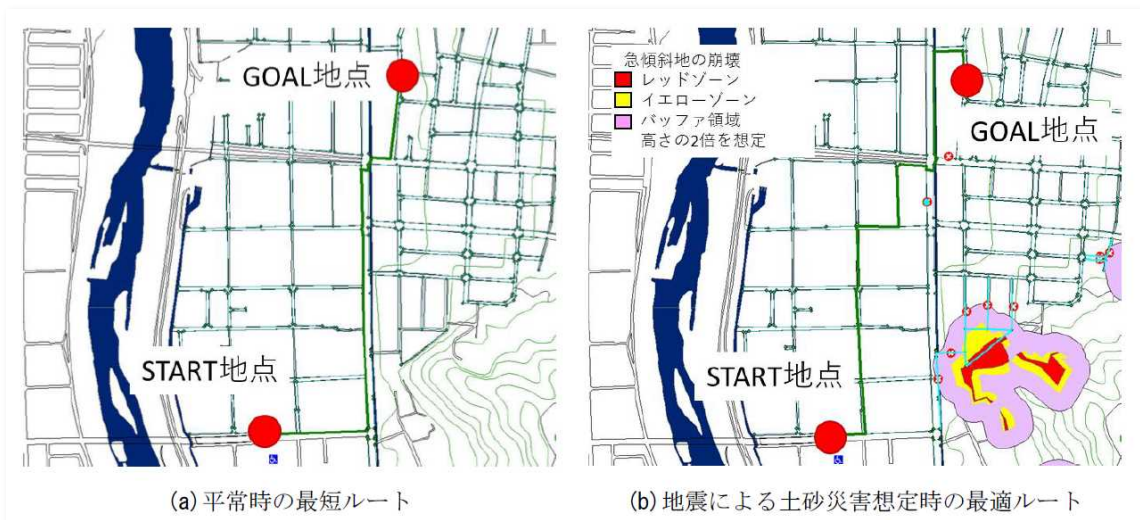 GOAL地点
START地点
(a) 平常時の最短ルート
急傾斜地の崩壊
レッドゾーン
イエローゾーン
バッファ領域
高さの2倍を想定
GOAL地点
START地点
(b) 地震による土砂災害想定時の最適ルート